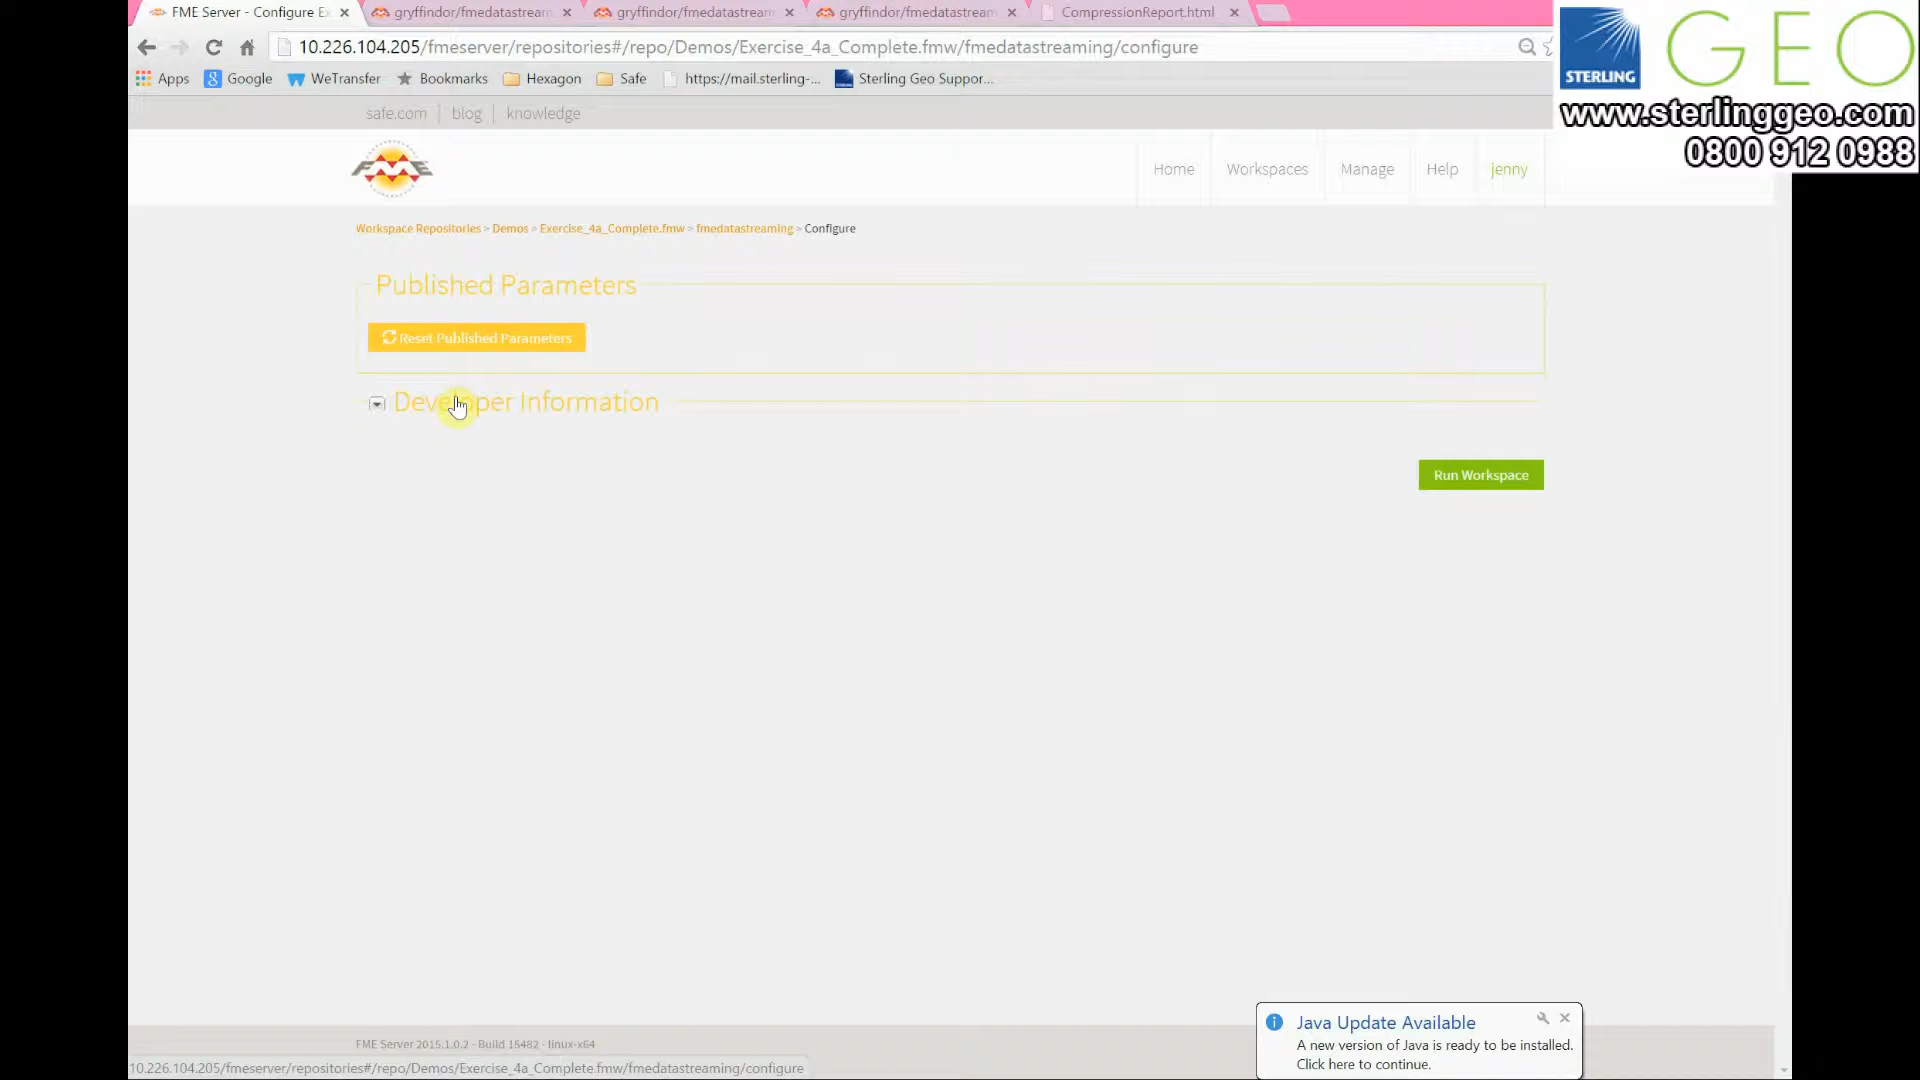 FME Server - Configure Ex
gryffindor/fmedatastream
gryffindor/fmedatastream
gryffindor/fmedatastream
CompressionReport.html
10.226.104.205/fmeserver/repositories#/repo/Demos/Exercise_4a_Complete.fmw/fmedatastreaming/configure
Apps Google WeTransfer Bookmarks Hexagon Safe https://mail.sterling-... Sterling Geo Suppor...
STERLING GEO
www.sterlinggeo.com
0800 912 0988
safe.com blog knowledge
FME
Home Workspaces Manage Help jenny
Workspace Repositories > Demos > Exercise_4a_Complete.fmw > fmedatastreaming > Configure
Published Parameters
Reset Published Parameters
Developer Information
Run Workspace
FME Server 2015.1.0.2 - Build 15482 - linux-x64
10.226.104.205/fmeserver/repositories#/repo/Demos/Exercise_4a_Complete.fmw/fmedatastreaming/configure
Java Update Available
A new version of Java is ready to be installed.
Click here to continue.